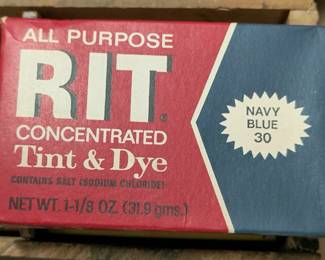 ALL PURPOSE
RIT®
CONCENTRATED
Tint & Dye
CONTAINS SALT (SODIUM CHLORIDE)
NET WT. 1-1/8 OZ. (31.9 gms.)
NAVY
BLUE
30